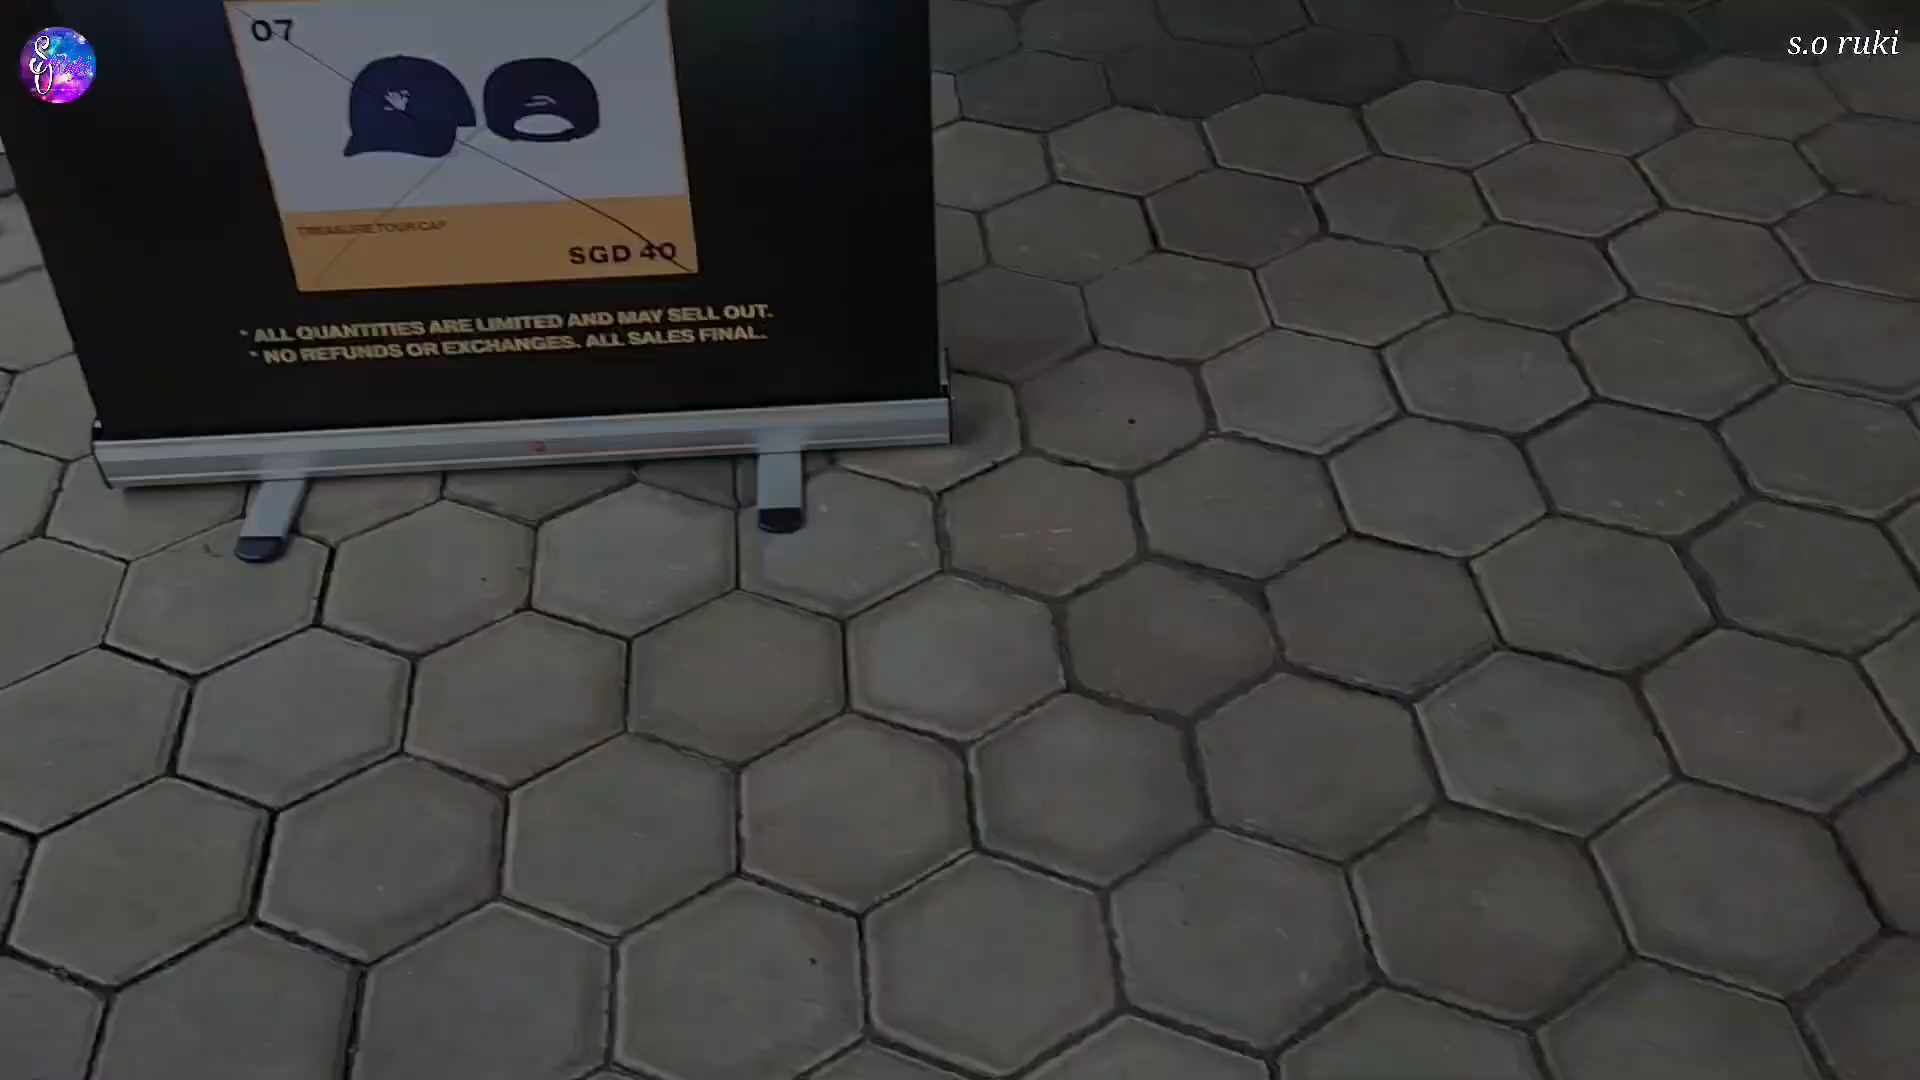 s.o ruki
07
TREASURE TOUR CAP
SGD 40
* ALL QUANTITIES ARE LIMITED AND MAY SELL OUT.
* NO REFUNDS OR EXCHANGES. ALL SALES FINAL.